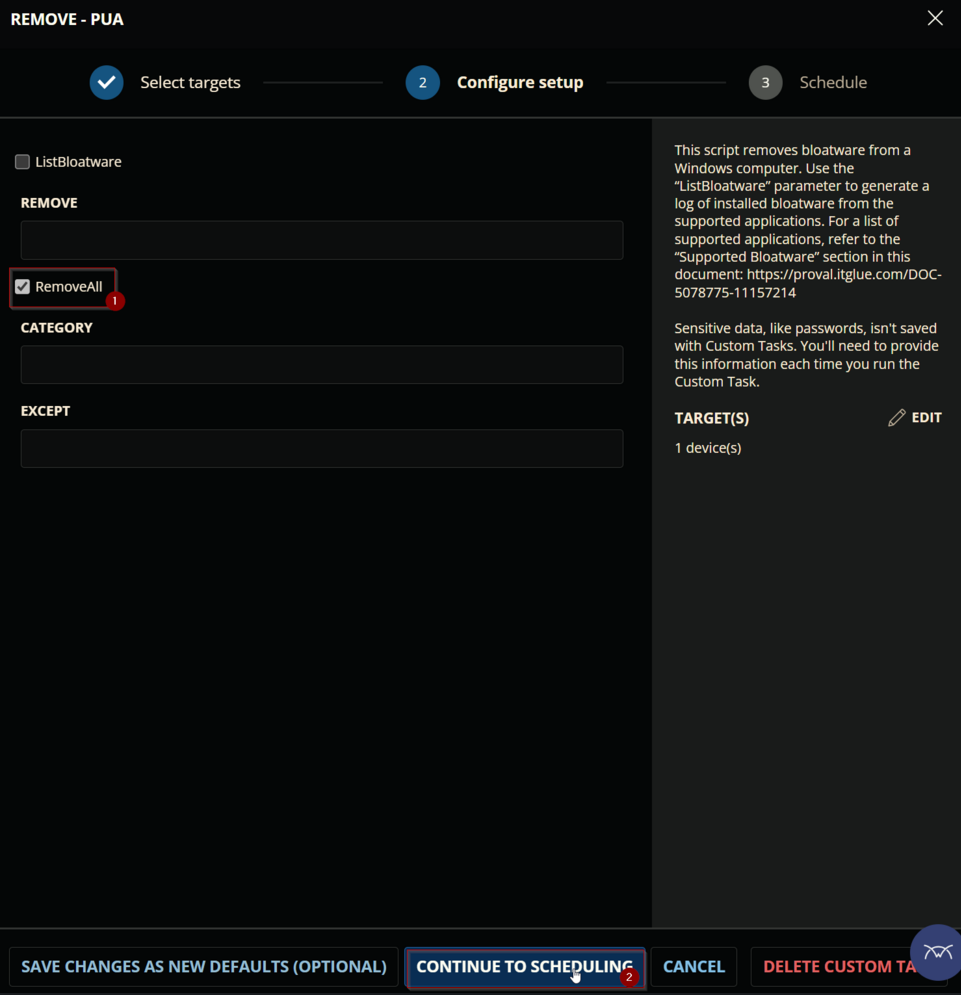 REMOVE - PUA
Select targets
2
Configure setup
3
Schedule
ListBloatware
REMOVE
RemoveAll
1
CATEGORY
EXCEPT
This script removes bloatware from a
Windows computer. Use the
“ListBloatware” parameter to generate a
log of installed bloatware from the
supported applications. For a list of
supported applications, refer to the
“Supported Bloatware” section in this
document: https://proval.itglue.com/DOC-
5078775-11157214
Sensitive data, like passwords, isn't saved
with Custom Tasks. You'll need to provide
this information each time you run the
Custom Task.
TARGET(S)
EDIT
1 device(s)
SAVE CHANGES AS NEW DEFAULTS (OPTIONAL)
CONTINUE TO SCHEDULING
2
CANCEL
DELETE CUSTOM TA